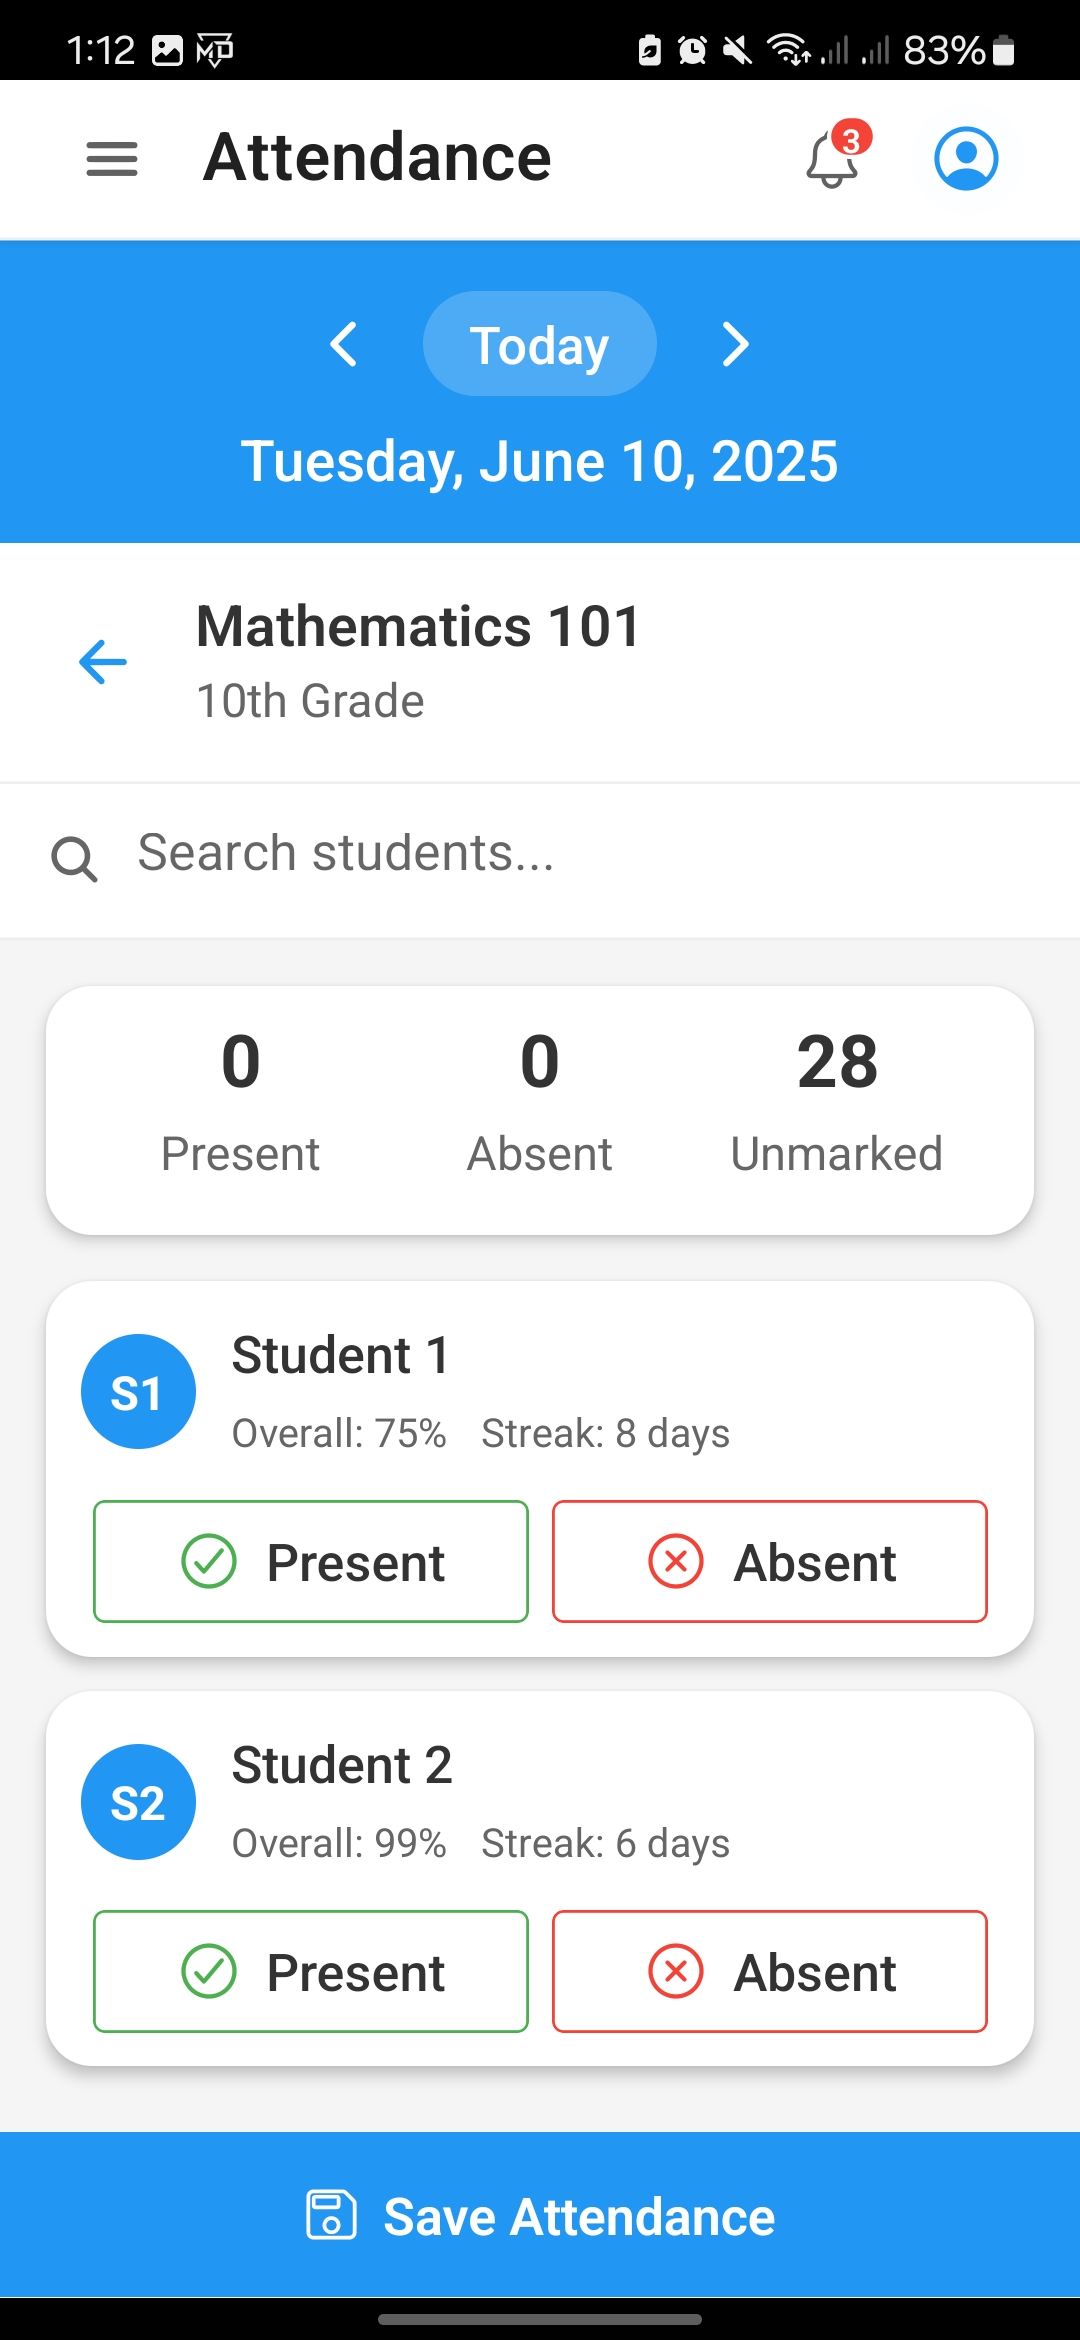 1:12 83%
Attendance 3
Today
Tuesday, June 10, 2025
Mathematics 101
10th Grade
Search students...
0 0 28
Present Absent Unmarked
S1 Student 1
Overall: 75% Streak: 8 days
Present Absent
S2 Student 2
Overall: 99% Streak: 6 days
Present Absent
Save Attendance